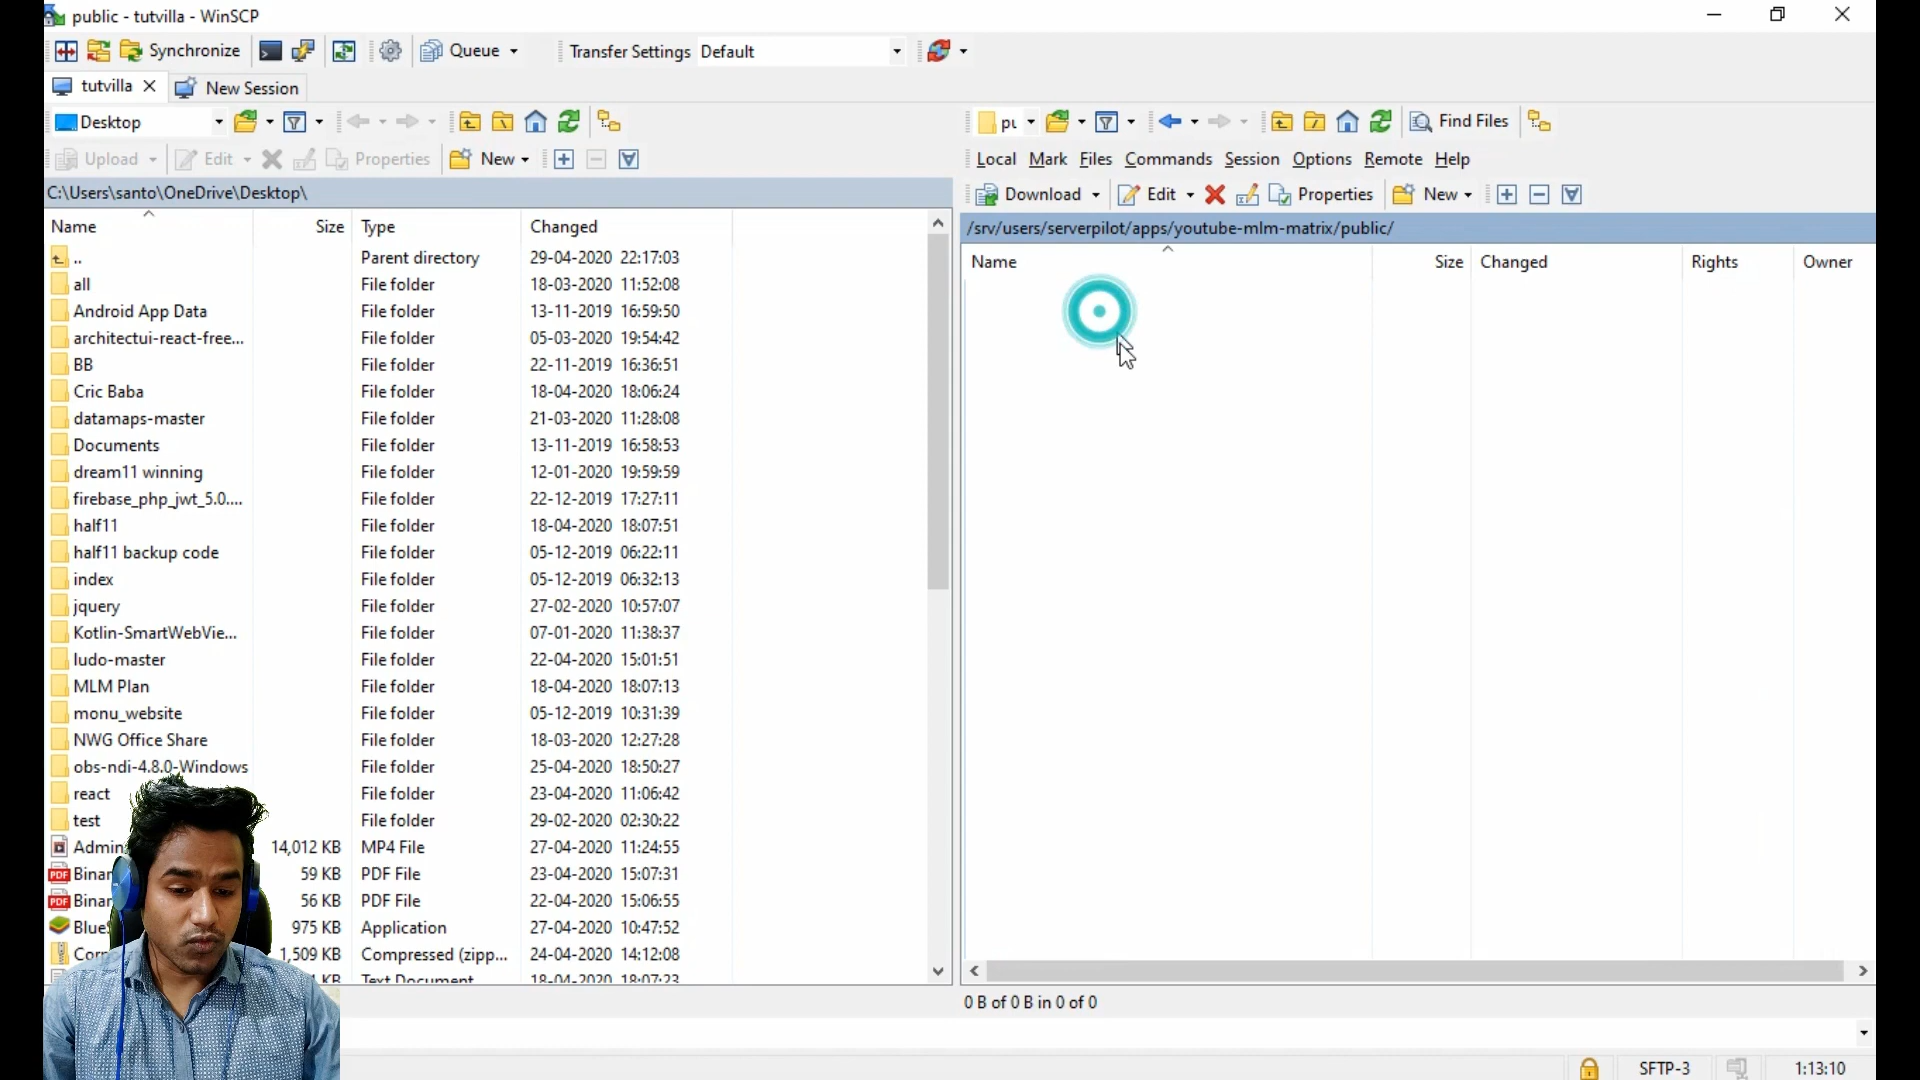 public - tutvilla - WinSCP
Synchronize Queue Transfer Settings Default
tutvilla New Session
Desktop
Upload Edit Properties New
C:\Users\santo\OneDrive\Desktop\
Name Size Type Changed
.. Parent directory 29-04-2020 22:17:03
all File folder 18-03-2020 11:52:08
Android App Data File folder 13-11-2019 16:59:50
architectui-react-free... File folder 05-03-2020 19:54:42
BB File folder 22-11-2019 16:36:51
Cric Baba File folder 18-04-2020 18:06:24
datamaps-master File folder 21-03-2020 11:28:08
Documents File folder 13-11-2019 16:58:53
dream11 winning File folder 12-01-2020 19:59:59
firebase_php_jwt_5.0.... File folder 22-12-2019 17:27:11
half11 File folder 18-04-2020 18:07:51
half11 backup code File folder 05-12-2019 06:22:11
index File folder 05-12-2019 06:32:13
jquery File folder 27-02-2020 10:57:07
Kotlin-SmartWebVie... File folder 07-01-2020 11:38:37
ludo-master File folder 22-04-2020 15:01:51
MLM Plan File folder 18-04-2020 18:07:13
monu_website File folder 05-12-2019 10:31:39
NWG Office Share File folder 18-03-2020 12:27:28
obs-ndi-4.8.0-Windows File folder 25-04-2020 18:50:27
react File folder 23-04-2020 11:06:42
test File folder 29-02-2020 02:30:22
Admin 14,012 KB MP4 File 27-04-2020 11:24:55
PDF Binar 59 KB PDF File 23-04-2020 15:07:31
PDF Binar 56 KB PDF File 22-04-2020 15:06:55
Blue 975 KB Application 27-04-2020 10:47:52
1,509 KB Compressed (zipp... 24-04-2020 14:12:08
KB Text Document 18-04-2020 18:07:23
pu Find Files
Local Mark Files Commands Session Options Remote Help
Download Edit Properties New
/srv/users/serverpilot/apps/youtube-mlm-matrix/public/
Name Size Changed Rights Owner
0 B of 0 B in 0 of 0
SFTP-3 1:13:10